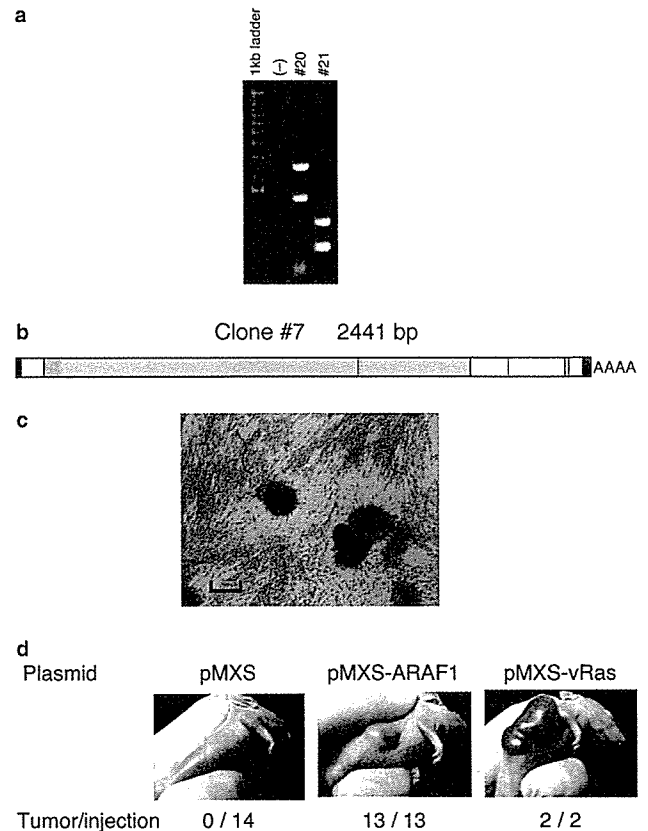 a
1kb ladder
(–)
#20
#21
b
Clone #7 2441 bp
AAAA
c
d
Plasmid pMXS pMXS-ARAF1 pMXS-vRas
Tumor/injection 0 / 14 13 / 13 2 / 2